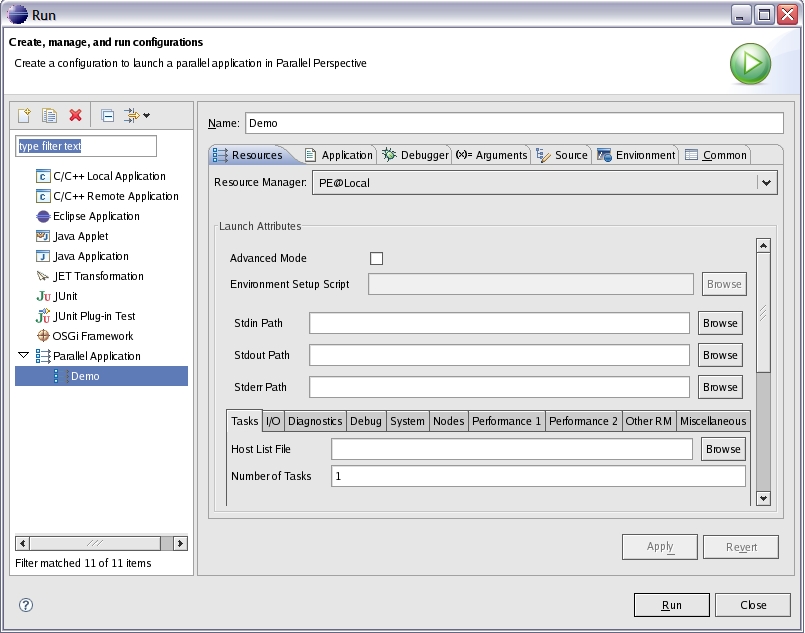 Run
Create, manage, and run configurations
Create a configuration to launch a parallel application in Parallel Perspective
type filter text
C/C++ Local Application
C/C++ Remote Application
Eclipse Application
Java Applet
Java Application
JET Transformation
JUnit
JUnit Plug-in Test
OSGi Framework
Parallel Application
Demo
Filter matched 11 of 11 items
Name: Demo
Resources Application Debugger (x)= Arguments Source Environment Common
Resource Manager: PE@Local
Launch Attributes
Advanced Mode
Environment Setup Script Browse
Stdin Path Browse
Stdout Path Browse
Stderr Path Browse
Tasks I/O Diagnostics Debug System Nodes Performance 1 Performance 2 Other RM Miscellaneous
Host List File Browse
Number of Tasks 1
Apply Revert
Run Close